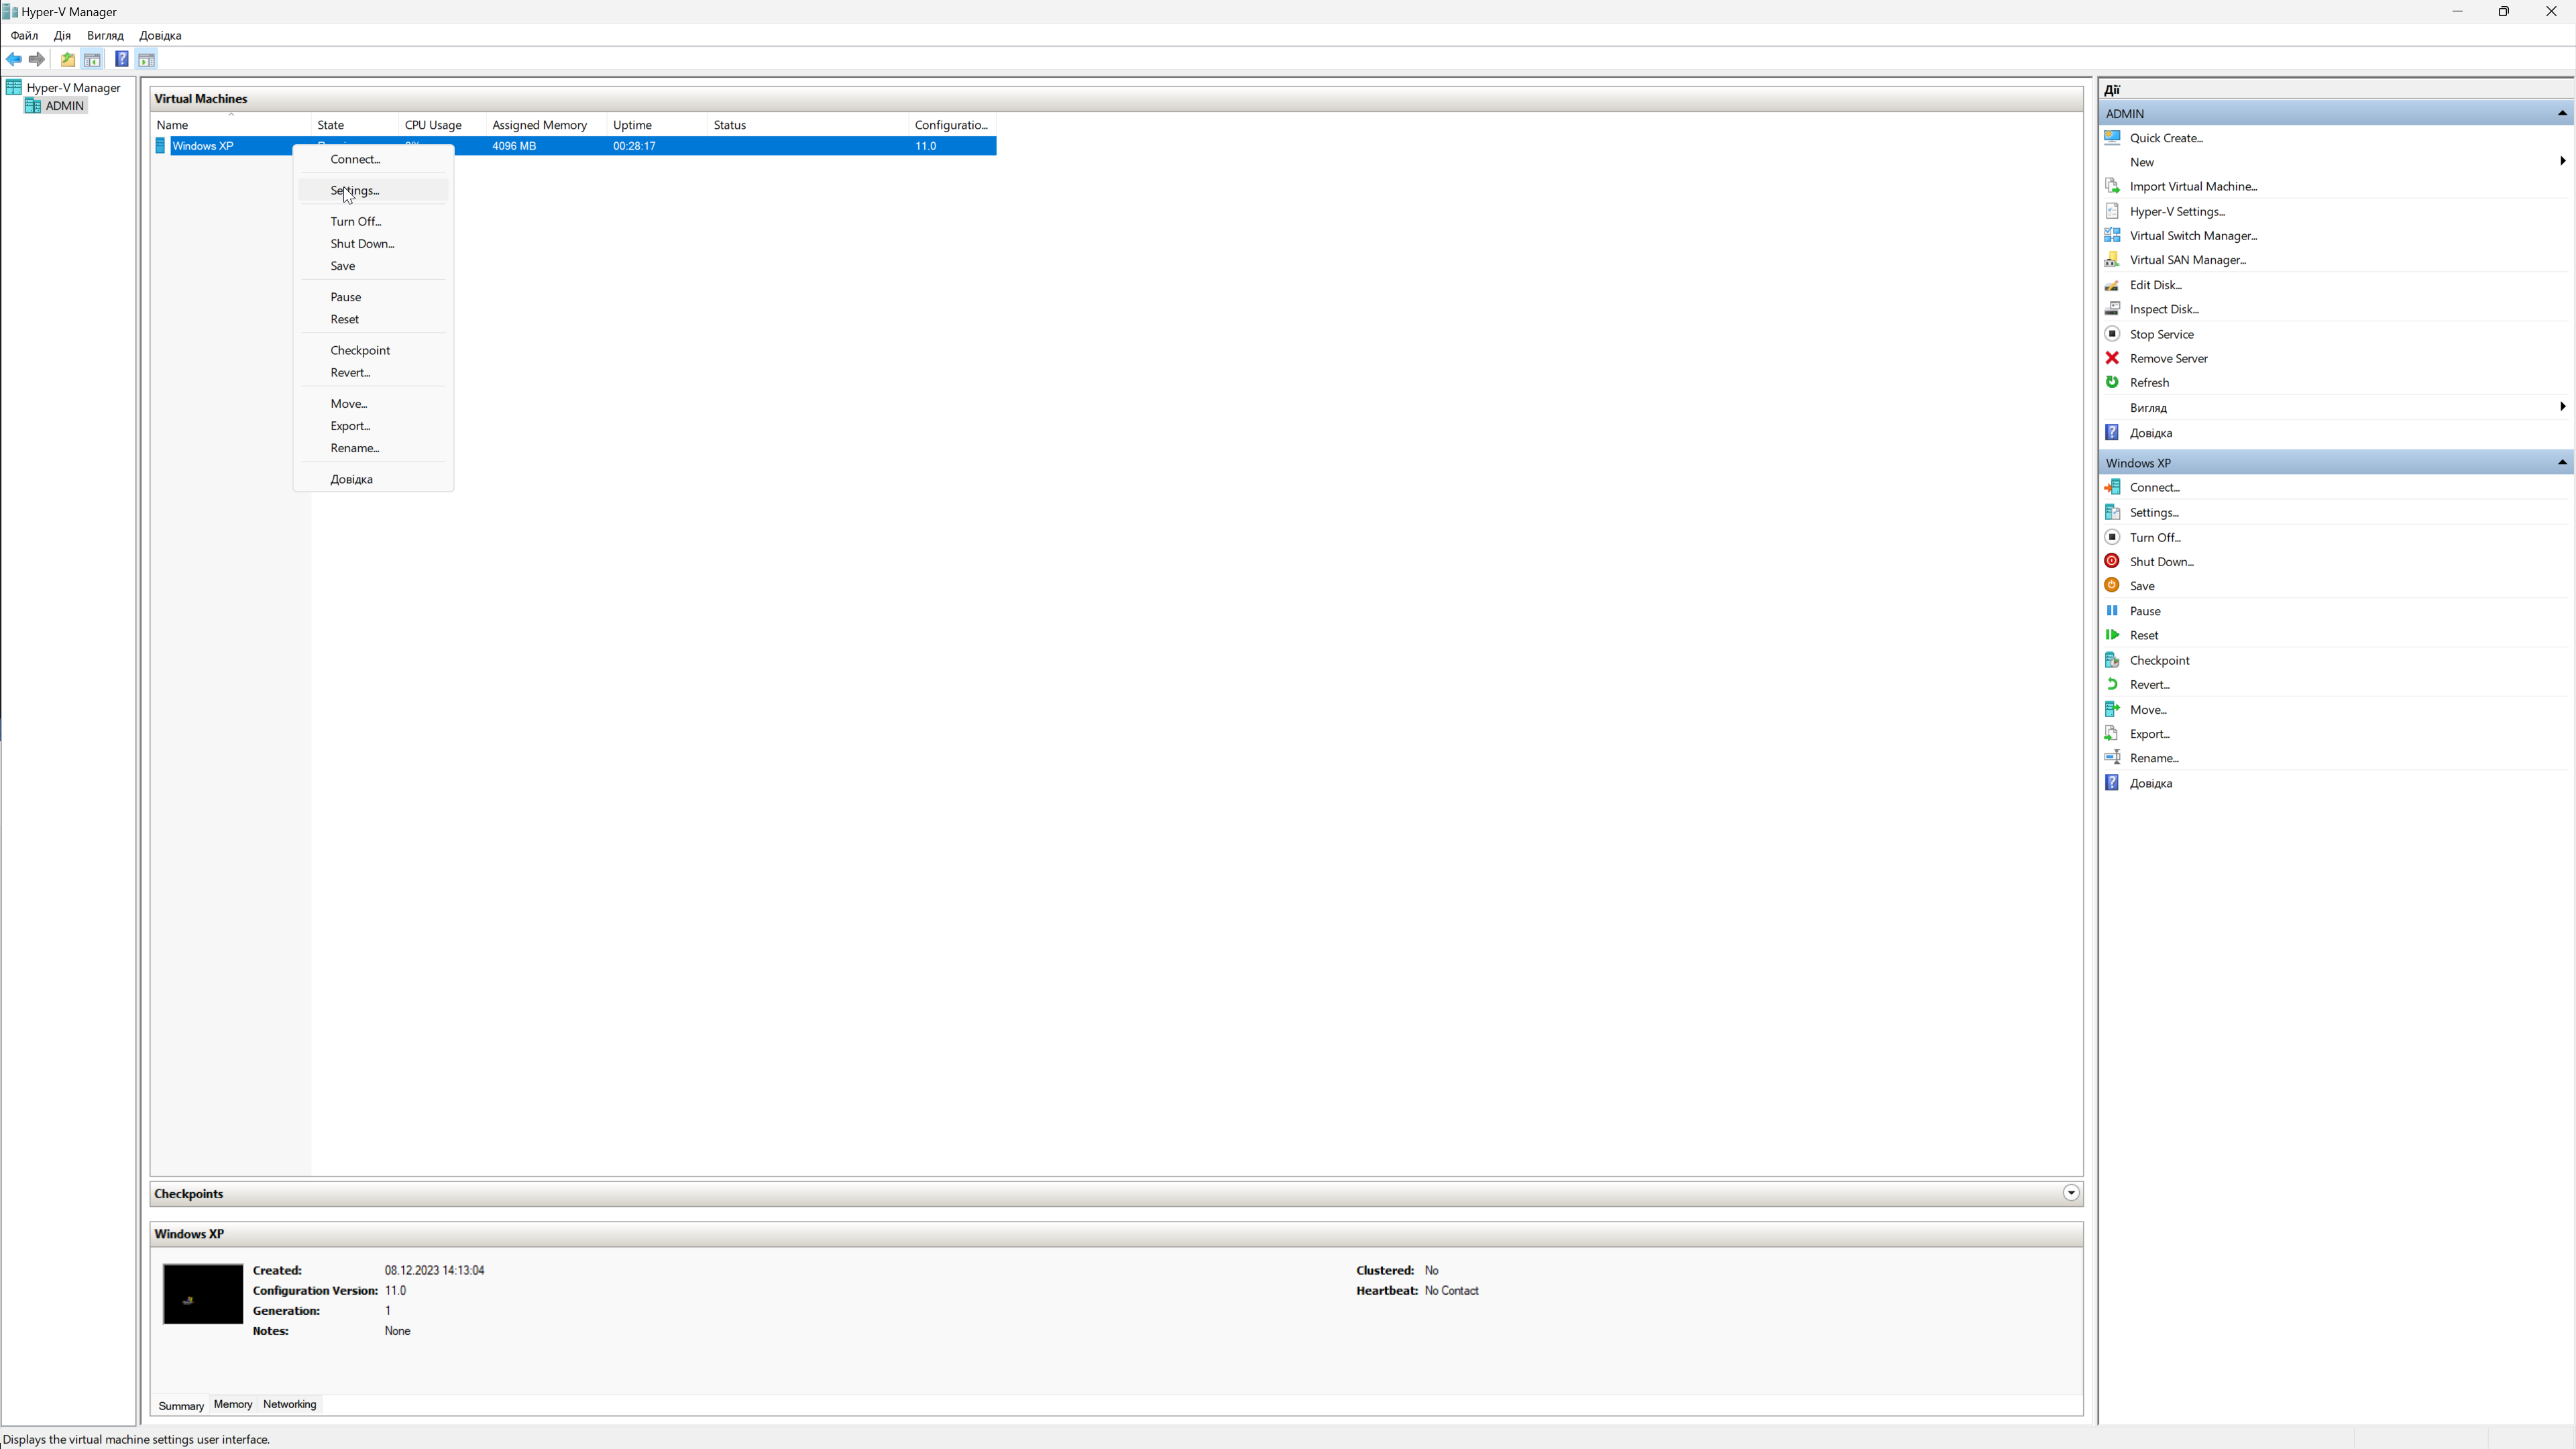 Hyper-V Manager
Файл Дія Вигляд Довідка
Hyper-V Manager
ADMIN
Virtual Machines
Name State CPU Usage Assigned Memory Uptime Status Configuratio...
Windows XP 4096 MB 00:28:17 11.0
Connect...
Settings...
Turn Off...
Shut Down...
Save
Pause
Reset
Checkpoint
Revert...
Move...
Export...
Rename...
Довідка
Checkpoints
Windows XP
Created: 08.12.2023 14:13:04 Clustered: No
Configuration Version: 11.0 Heartbeat: No Contact
Generation: 1
Notes: None
Summary Memory Networking
Дії
ADMIN
Quick Create...
New
Import Virtual Machine...
Hyper-V Settings...
Virtual Switch Manager...
Virtual SAN Manager...
Edit Disk...
Inspect Disk...
Stop Service
Remove Server
Refresh
Вигляд
Довідка
Windows XP
Connect...
Settings...
Turn Off...
Shut Down...
Save
Pause
Reset
Checkpoint
Revert...
Move...
Export...
Rename...
Довідка
Displays the virtual machine settings user interface.